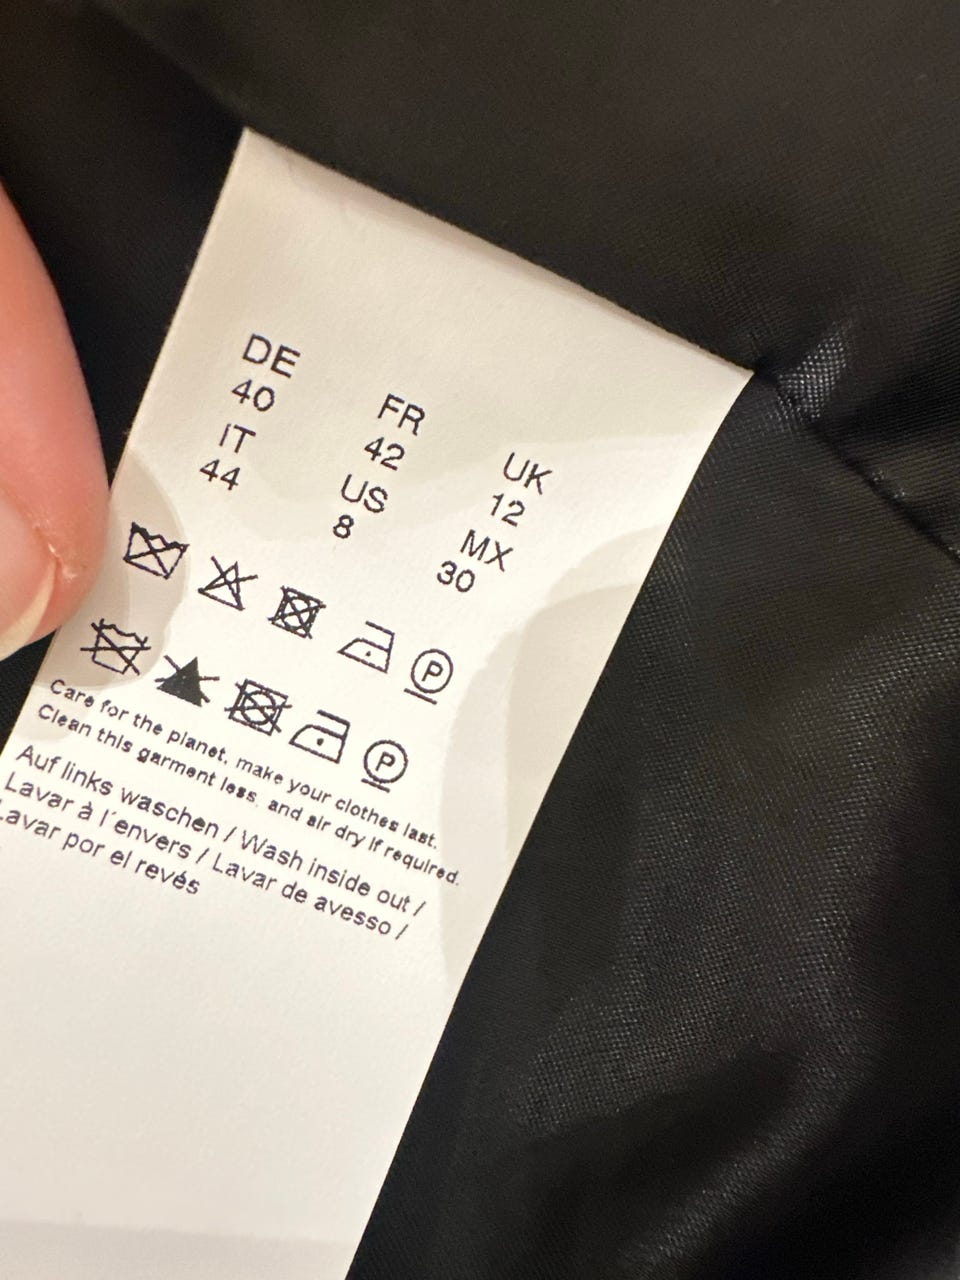 DE FR UK
40 42 12
IT US MX
44 8 30
P
P
Care for the planet, make your clothes last.
Clean this garment less, and air dry if required.
Auf links waschen / Wash inside out /
Lavar à l'envers / Lavar de avesso /
Lavar por el revés